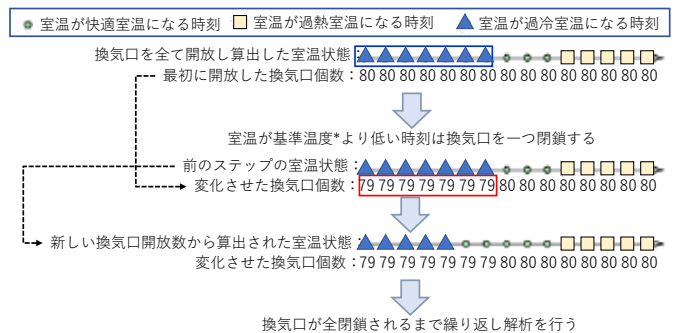 室温が快適室温になる時刻 室温が過熱室温になる時刻 室温が過冷室温になる時刻
換気口を全て開放し算出した室温状態：
最初に開放した換気口個数：80 80 80 80 80 80 80 80 80 80 80 80 80 80 80
室温が基準温度*より低い時刻は換気口を一つ閉鎖する
前のステップの室温状態：
変化させた換気口個数：79 79 79 79 79 79 79 80 80 80 80 80 80 80 80
新しい換気口開放数から算出された室温状態：
変化させた換気口個数：79 79 79 79 79 79 79 80 80 80 80 80 80 80 80
換気口が全閉鎖されるまで繰り返し解析を行う